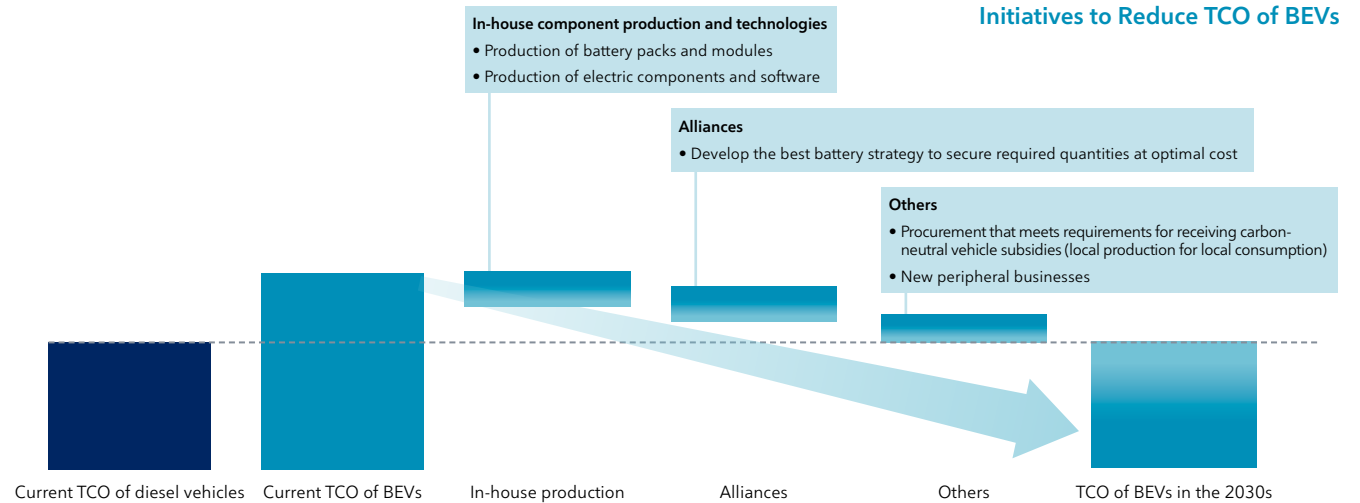 Initiatives to Reduce TCO of BEVs
In-house component production and technologies
• Production of battery packs and modules
• Production of electric components and software
Alliances
• Develop the best battery strategy to secure required quantities at optimal cost
Others
• Procurement that meets requirements for receiving carbon-
neutral vehicle subsidies (local production for local consumption)
• New peripheral businesses
Current TCO of diesel vehicles
Current TCO of BEVs
In-house production
Alliances
Others
TCO of BEVs in the 2030s